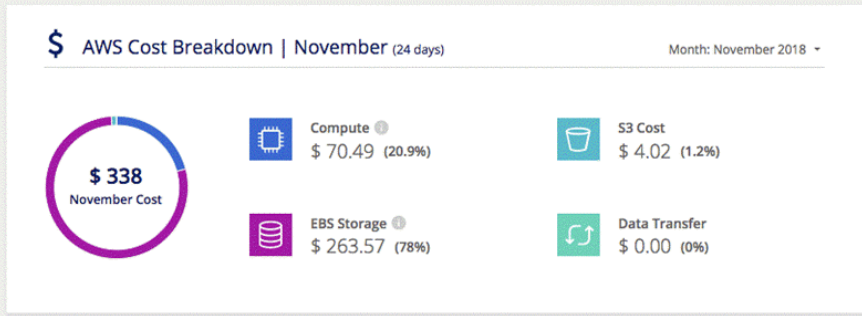 $ AWS Cost Breakdown | November (24 days)
Month: November 2018
$ 338
November Cost
Compute
$ 70.49 (20.9%)
S3 Cost
$ 4.02 (1.2%)
EBS Storage
$ 263.57 (78%)
Data Transfer
$ 0.00 (0%)